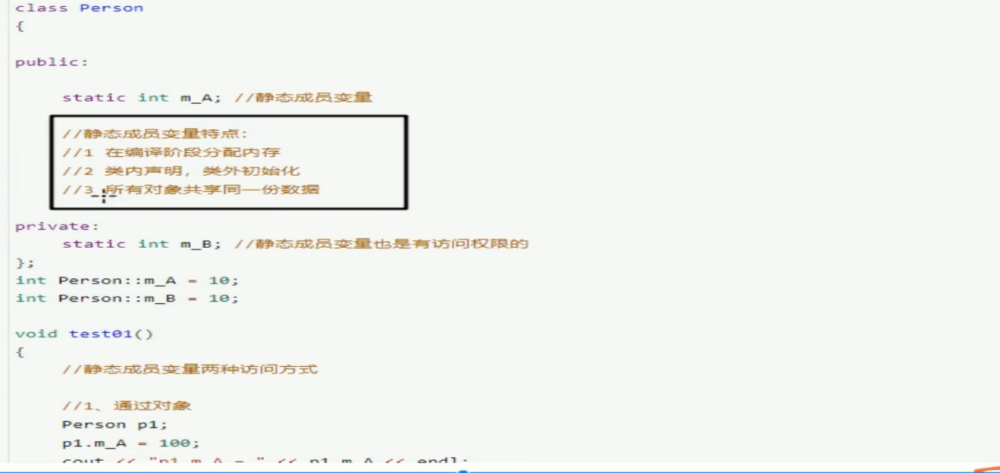 class Person
{
public:
static int m_A; //静态成员变量
//静态成员变量特点:
//1 在编译阶段分配内存
//2 类内声明, 类外初始化
//3 所有对象共享同一份数据
private:
static int m_B; //静态成员变量也是有访问权限的
};
int Person::m_A = 10;
int Person::m_B = 10;
void test01()
{
//静态成员变量两种访问方式
//1、通过对象
Person p1;
p1.m_A = 100;
cout << "p1.m_A = " << p1.m_A << endl;